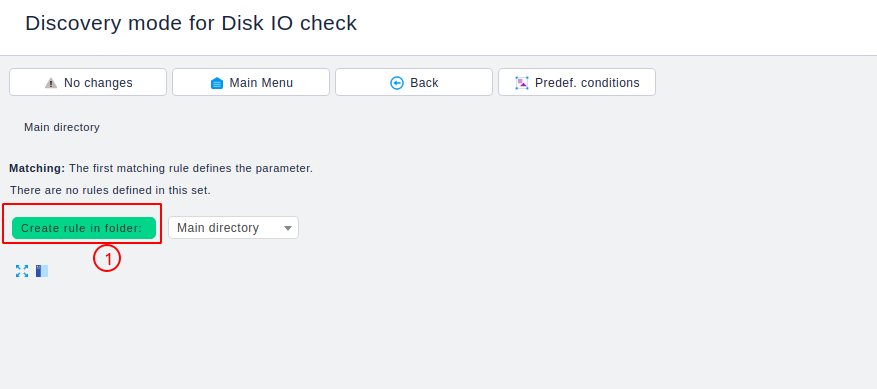 Discovery mode for Disk IO check
No changes
Main Menu
Back
Predef. conditions
Main directory
Matching: The first matching rule defines the parameter.
There are no rules defined in this set.
Create rule in folder:
Main directory
1